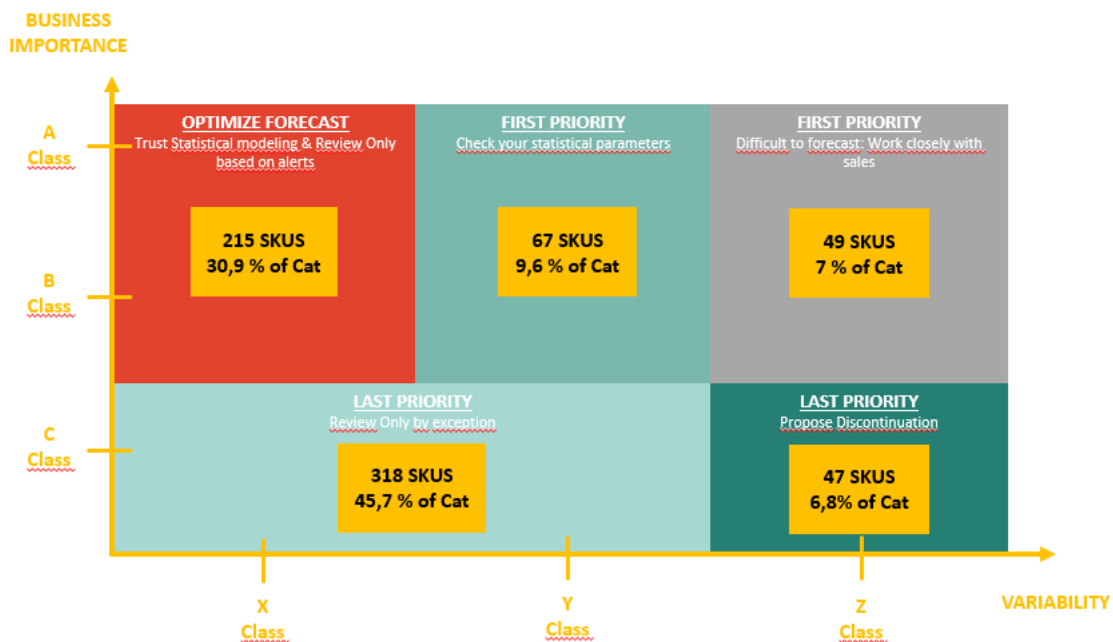 BUSINESS
IMPORTANCE
A
Class
B
Class
C
Class
OPTIMIZE FORECAST
Trust Statistical modeling & Review Only
based on alerts
215 SKUS
30,9 % of Cat
FIRST PRIORITY
Check your statistical parameters
67 SKUS
9,6 % of Cat
FIRST PRIORITY
Difficult to forecast: Work closely with
sales
49 SKUS
7 % of Cat
LAST PRIORITY
Review Only by exception
318 SKUS
45,7 % of Cat
LAST PRIORITY
Propose Discontinuation
47 SKUS
6,8% of Cat
X
Class
Y
Class
Z
Class
VARIABILITY